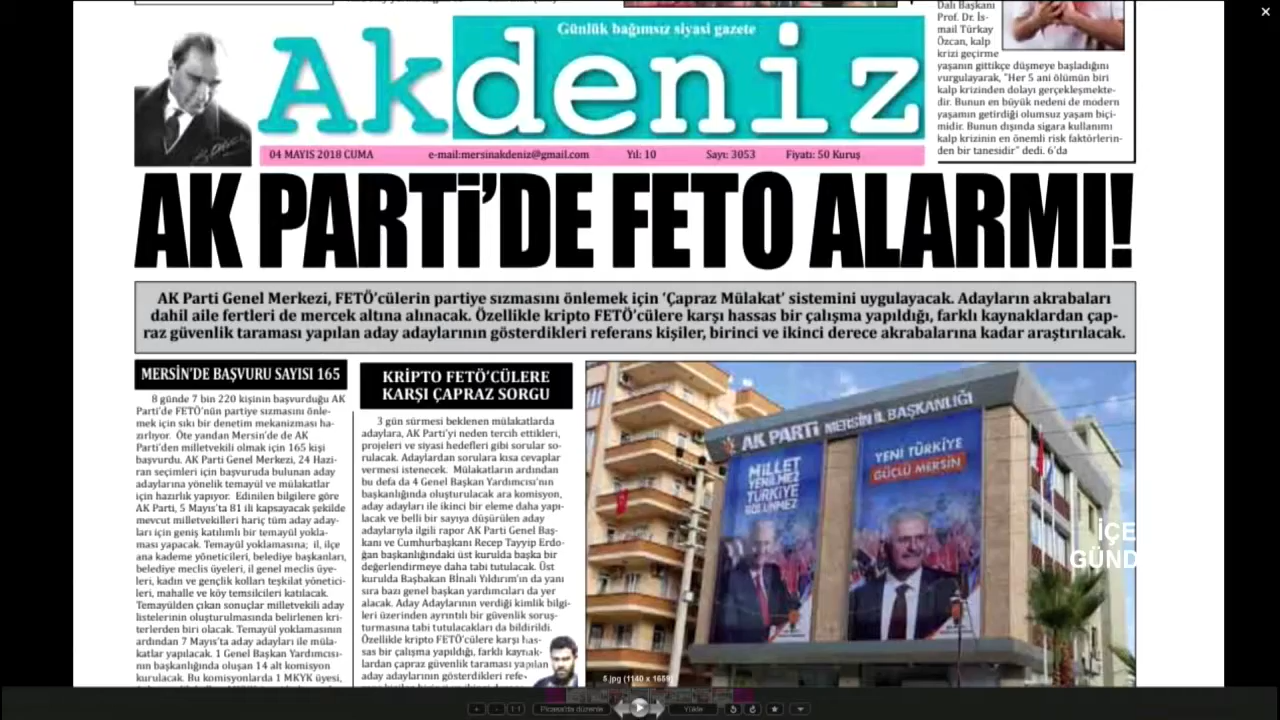 Dalı Başkanı
Prof. Dr. İs-
mail Türkay
Özcan, kalp
krizi geçirme
yaşanın gittikçe düşmeye başladığını
vurgulayarak, "Her 5 ani ölümün biri
kalp krizinden dolayı gerçekleşmekte-
dir. Bunun en büyük nedeni de modern
yaşamın getirdiği olumsuz yaşam biçi-
midir. Bunun dışında sigara kullanımı
kalp krizinin en önemli risk faktörlerin-
den bir tanesidir" dedi. 6'da
Günlük bağımsız siyasi gazete
Akdeniz
04 MAYIS 2018 CUMA e-mail:mersinakdeniz@gmail.com Yıl: 10 Sayı: 3053 Fiyatı: 50 Kuruş
AK PARTİ'DE FETO ALARMI!
AK Parti Genel Merkezi, FETÖ'cülerin partiye sızmasını önlemek için 'Çapraz Mülakat' sistemini uygulayacak. Adayların akrabaları
dahil aile fertleri de mercek altına alınacak. Özellikle kripto FETÖ'cülere karşı hassas bir çalışma yapıldığı, farklı kaynaklardan çap-
raz güvenlik taraması yapılan aday adaylarının gösterdikleri referans kişiler, birinci ve ikinci derece akrabalarına kadar araştırılacak.
MERSİN'DE BAŞVURU SAYISI 165
8 günde 7 bin 220 kişinin başvurduğu AK
Parti'de FETÖ'nün partiye sızmasını önle-
mek için sıkı bir denetim mekanizması ha-
zırlıyor. Öte yandan Mersin'de de AK
Parti'den milletvekili olmak için 165 kişi
başvurdu. AK Parti Genel Merkezi, 24 Hazi-
ran seçimleri için başvuruda bulunan aday
adaylarına yönelik temayül ve mülakatlar
için hazırlık yapıyor. Edinilen bilgilere göre
AK Parti, 5 Mayıs'ta 81 ili kapsayacak şekilde
mevcut milletvekilleri hariç tüm aday aday-
ları için geniş katılımlı bir temayül yokla-
ması yapacak. Temayül yoklamasına; il, ilçe
ana kademe yöneticileri, belediye başkanları,
belediye meclis üyeleri, il genel meclis üye-
leri, kadın ve gençlik kolları teşkilat yönetici-
leri, mahalle ve köy temsilcileri katılacak.
Temayülden çıkan sonuçlar milletvekili aday
listelerinin oluşturulmasında belirlenen kri-
terlerden biri olacak. Temayül yoklamasının
ardından 7 Mayıs'ta aday adayları ile müla-
katlar yapılacak. 1 Genel Başkan Yardımcısı-
nın başkanlığında oluşan 14 alt komisyon
kurulacak. Bu komisyonlarda 1 MKYK üyesi,
KRİPTO FETÖ'CÜLERE
KARŞI ÇAPRAZ SORGU
3 gün sürmesi beklenen mülakatlarda
adaylara, AK Parti'yi neden tercih ettikleri,
projeleri ve siyasi hedefleri gibi sorular so-
rulacak. Adaylardan sorulara kısa cevaplar
vermesi istenecek. Mülakatların ardından
bu defa da 4 Genel Başkan Yardımcısı'nın
başkanlığında oluşturulacak ara komisyon,
aday adayları ile ikinci bir eleme daha yapı-
lacak ve belli bir sayıya düşürülen aday
adaylarıyla ilgili rapor AK Parti Genel Baş-
kanı ve Cumhurbaşkanı Recep Tayyip Erdo-
ğan başkanlığındaki üst kurulda başka bir
değerlendirmeye daha tabi tutulacak. Üst
kurulda Başbakan Bİnalİ Yıldırım'ın da yanı
sıra bazı genel başkan yardımcıları da yer
alacak. Aday Adaylarının verdiği kimlik bilgi-
leri üzerinden ayrıntılı bir güvenlik soruş-
turmasına tabi tutulacakları da bildirildi.
Özellikle kripto FETÖ'cülere karşı has-
sas bir çalışma yapıldığı, farklı kaynak-
lardan çapraz güvenlik taraması yapılan
aday adaylarının gösterdikleri refe-
AK PARTİ MERSİN İL BAŞKANLIĞI
MİLLET
YENİLMEZ
TÜRKİYE
BÖLÜNMEZ
YENİ TÜRKİYE
GÜÇLÜ MERSİN
İÇE
GÜND
5.jpg (1140 x 1659)
1:1
Picasa'da düzenle
Yükle